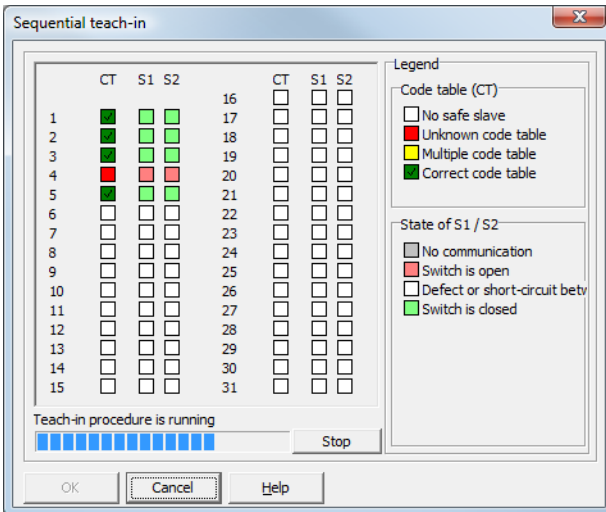 Sequential teach-in
CT S1 S2 CT S1 S2
16
1 17
2 18
3 19
4 20
5 21
6 22
7 23
8 24
9 25
10 26
11 27
12 28
13 29
14 30
15 31
Teach-in procedure is running
Stop
OK Cancel Help
Legend
Code table (CT)
No safe slave
Unknown code table
Multiple code table
Correct code table
State of S1 / S2
No communication
Switch is open
Defect or short-circuit betw
Switch is closed